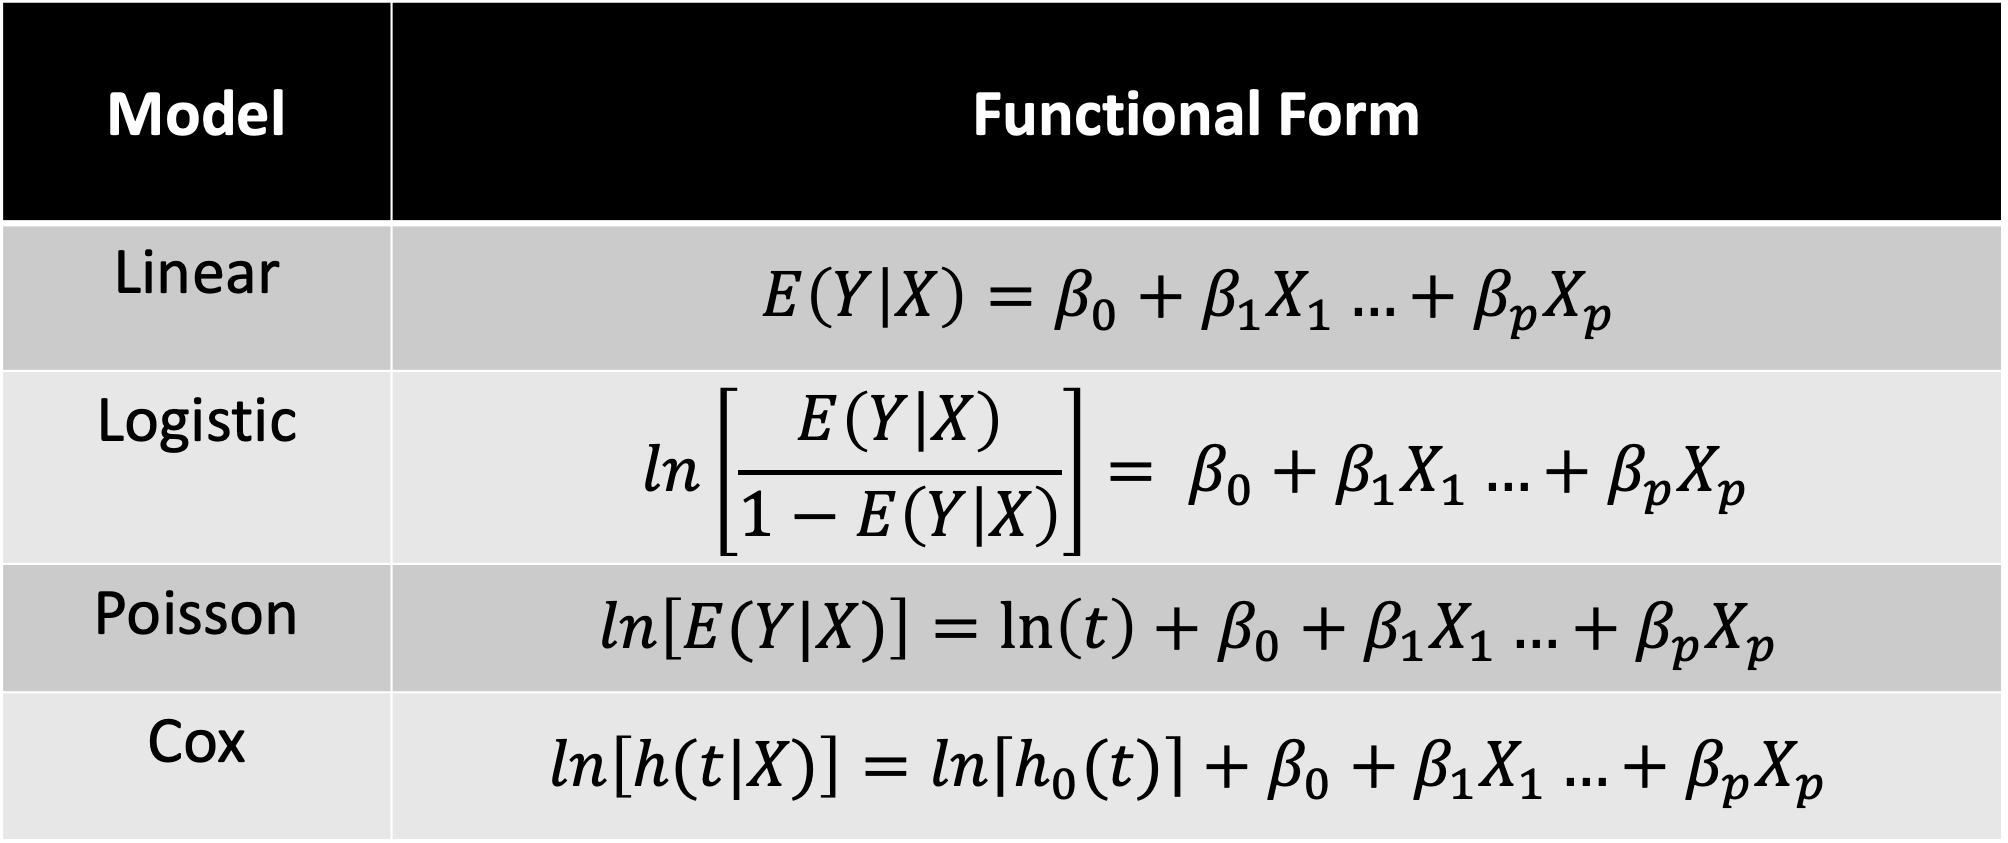 Model Functional Form
Linear E(Y|X) = β₀ + β₁X₁ ... + βₚXₚ
Logistic ln[E(Y|X) / 1 − E(Y|X)] = β₀ + β₁X₁ ... + βₚXₚ
Poisson ln[E(Y|X)] = ln(t) + β₀ + β₁X₁ ... + βₚXₚ
Cox ln[h(t|X)] = ln⌈h₀(t)⌉ + β₀ + β₁X₁ ... + βₚXₚ